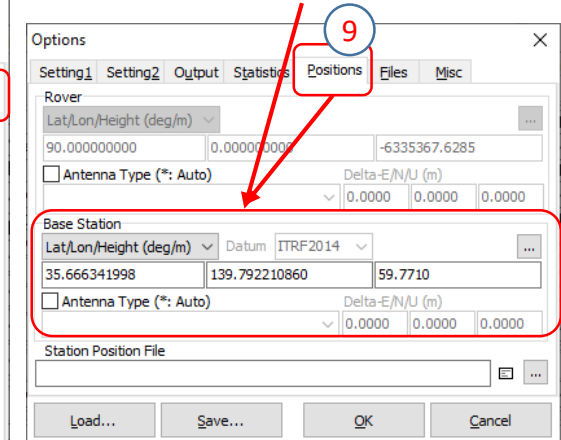 9
Options
Setting1 Setting2 Output Statistics Positions Files Misc
Rover
Lat/Lon/Height (deg/m) ...
90.000000000 0.000000000 -6335367.6285
Antenna Type (*: Auto) Delta-E/N/U (m)
0.0000 0.0000 0.0000
Base Station
Lat/Lon/Height (deg/m) Datum ITRF2014 ...
35.666341998 139.792210860 59.7710
Antenna Type (*: Auto) Delta-E/N/U (m)
0.0000 0.0000 0.0000
Station Position File
...
Load... Save... OK Cancel